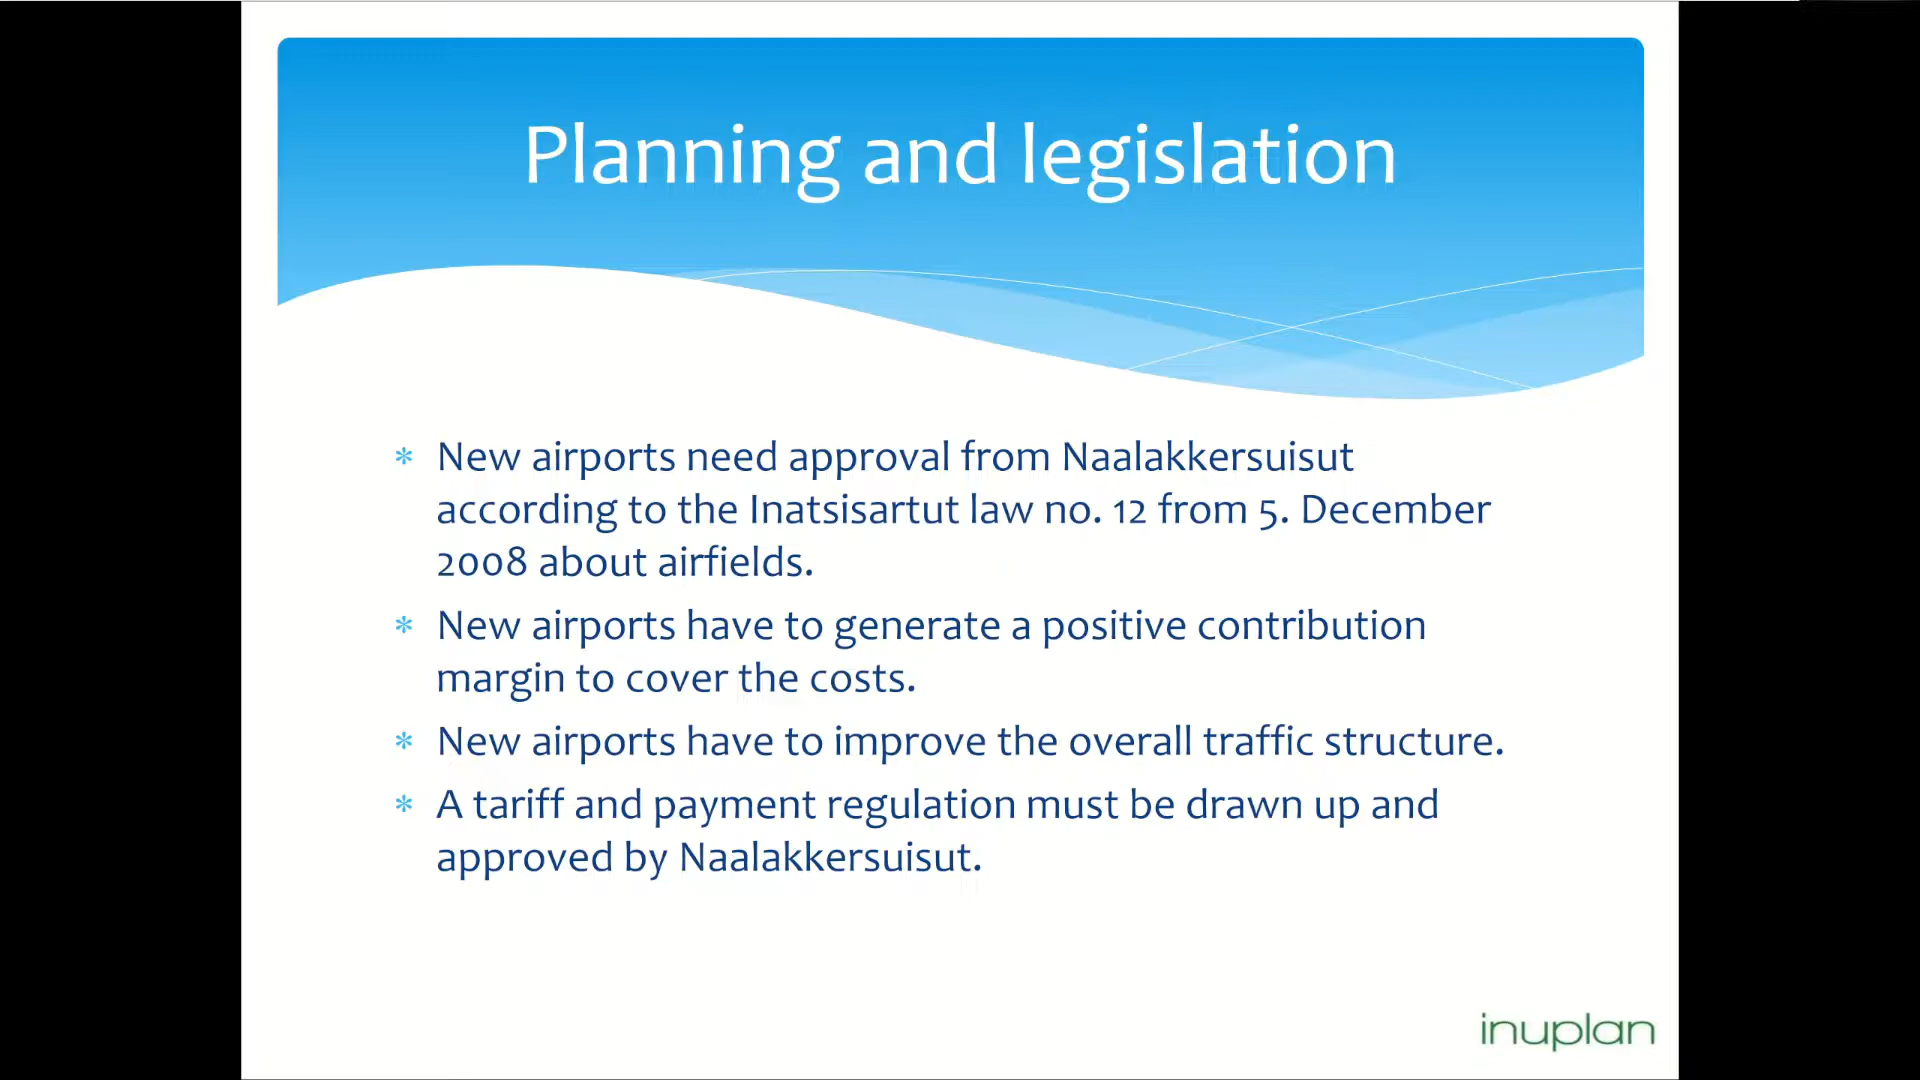 Planning and legislation
* New airports need approval from Naalakkersuisut
according to the Inatsisartut law no. 12 from 5. December
2008 about airfields.
* New airports have to generate a positive contribution
margin to cover the costs.
* New airports have to improve the overall traffic structure.
* A tariff and payment regulation must be drawn up and
approved by Naalakkersuisut.
inuplan